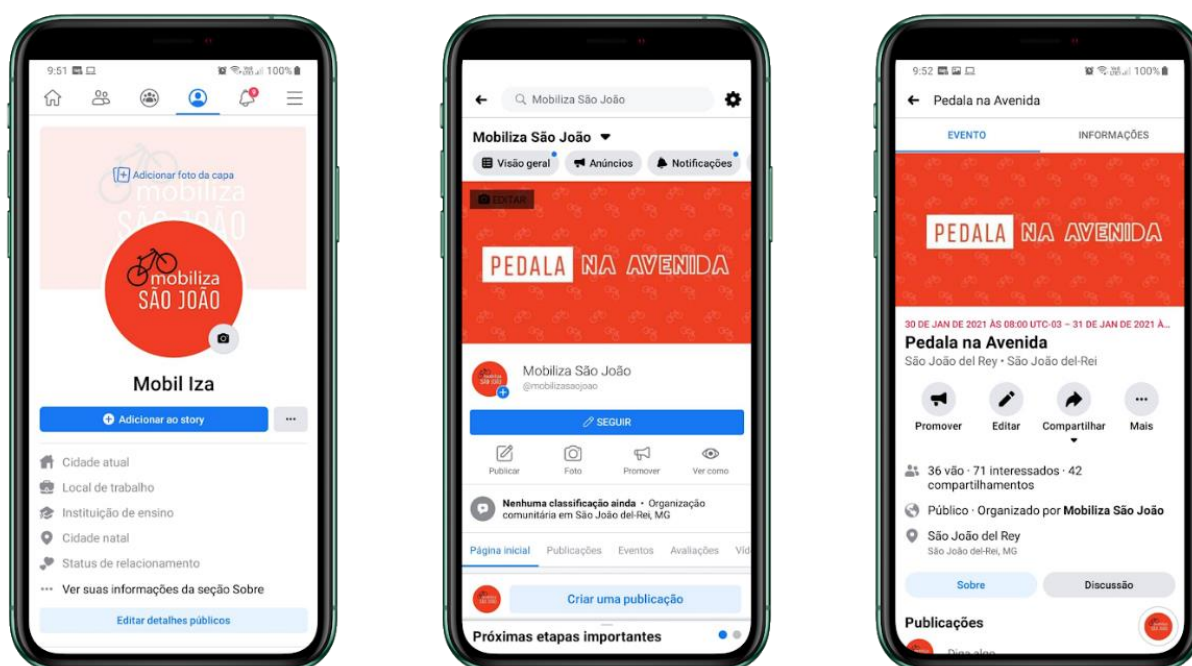 9:51
100%
Adicionar foto da capa
mobiliza
SÃO JOÃO
mobiliza
SÃO JOÃO
Mobil Iza
Adicionar ao story
Cidade atual
Local de trabalho
Instituição de ensino
Cidade natal
Status de relacionamento
Ver suas informações da seção Sobre
Editar detalhes públicos
Mobiliza São João
Mobiliza São João
Visão geral
Anúncios
Notificações
EDITAR
PEDALA NA AVENIDA
Mobiliza São João
@mobilizasaojoao
SEGUIR
Publicar
Foto
Promover
Ver como
Nenhuma classificação ainda • Organização
comunitária em São João del-Rei, MG
Página inicial
Publicações
Eventos
Avaliações
Víd
Criar uma publicação
Próximas etapas importantes
9:52
100%
Pedala na Avenida
EVENTO
INFORMAÇÕES
PEDALA NA AVENIDA
30 DE JAN DE 2021 ÀS 08:00 UTC-03 – 31 DE JAN DE 2021 À...
Pedala na Avenida
São João del Rey • São João del-Rei
Promover
Editar
Compartilhar
Mais
36 vão · 71 interessados · 42
compartilhamentos
Público · Organizado por Mobiliza São João
São João del Rey
São João del-Rei, MG
Sobre
Discussão
Publicações
Diga algo